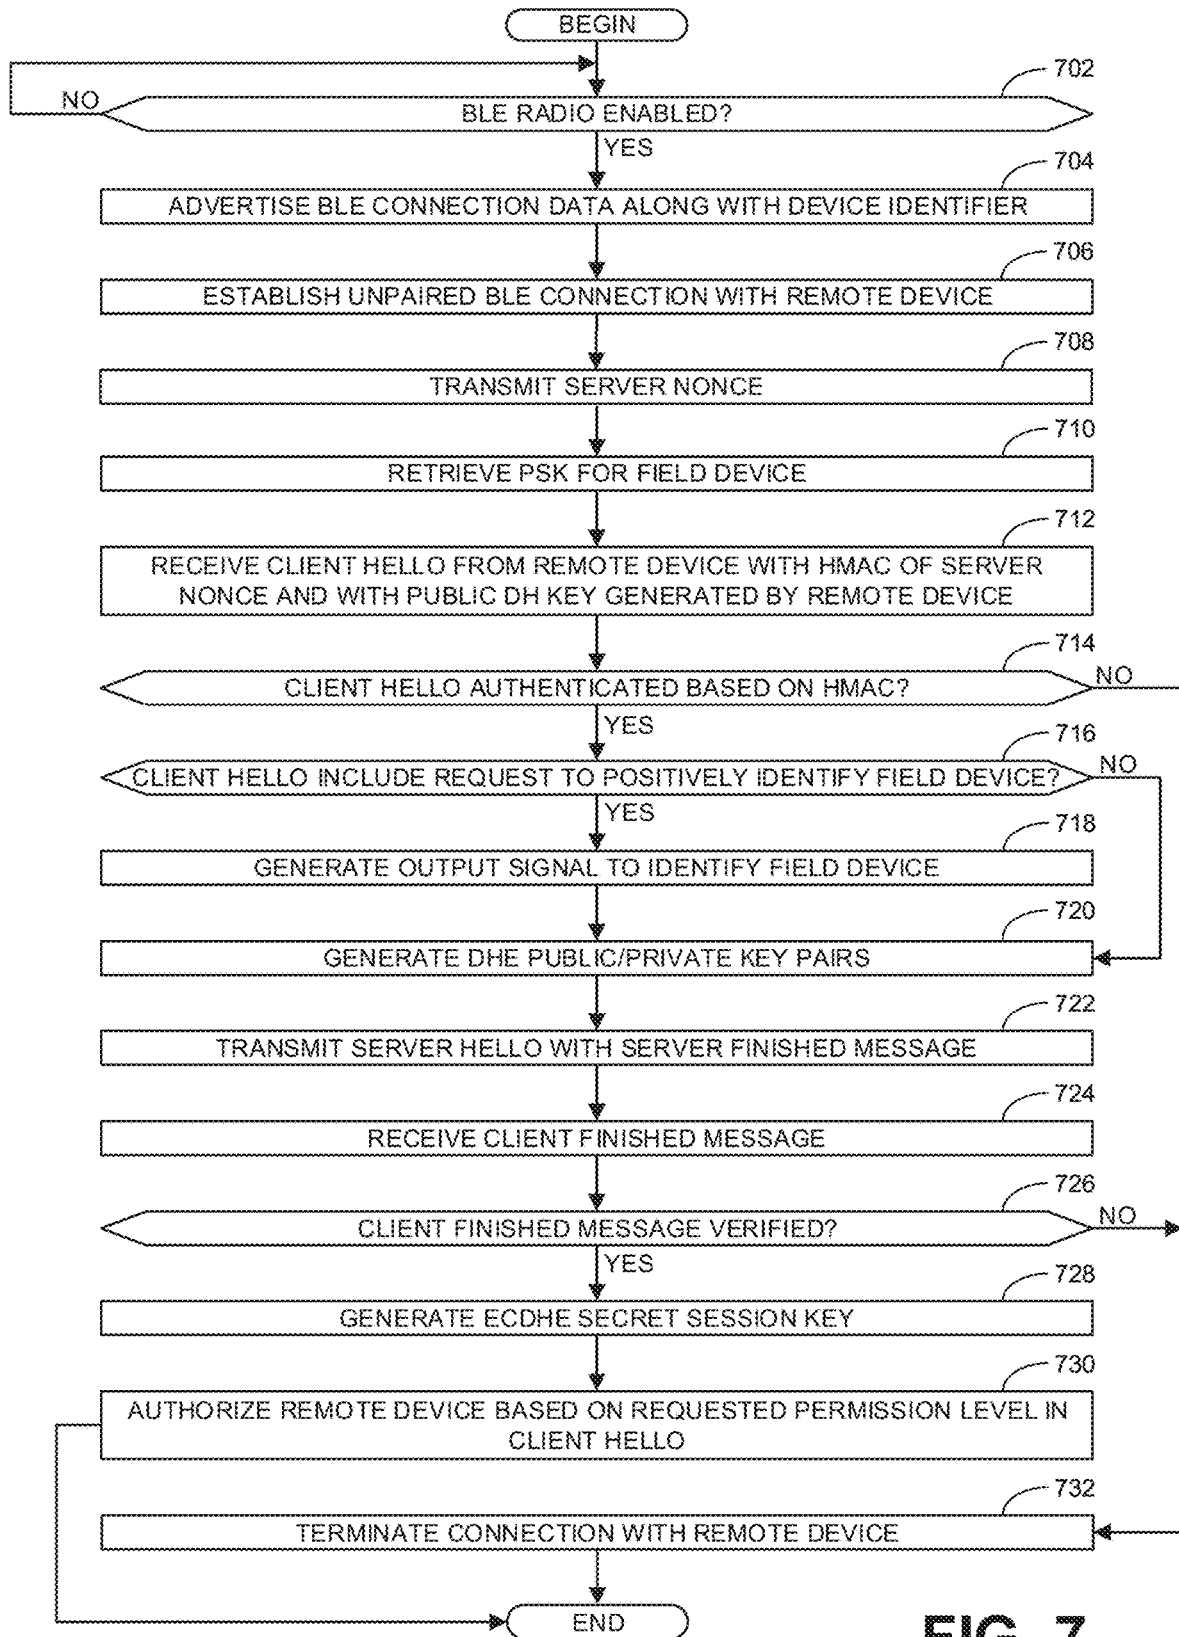 BEGIN
702
NO
BLE RADIO ENABLED?
YES
704
ADVERTISE BLE CONNECTION DATA ALONG WITH DEVICE IDENTIFIER
706
ESTABLISH UNPAIRED BLE CONNECTION WITH REMOTE DEVICE
708
TRANSMIT SERVER NONCE
710
RETRIEVE PSK FOR FIELD DEVICE
712
RECEIVE CLIENT HELLO FROM REMOTE DEVICE WITH HMAC OF SERVER
NONCE AND WITH PUBLIC DH KEY GENERATED BY REMOTE DEVICE
714
CLIENT HELLO AUTHENTICATED BASED ON HMAC?
NO
YES
716
CLIENT HELLO INCLUDE REQUEST TO POSITIVELY IDENTIFY FIELD DEVICE?
NO
YES
718
GENERATE OUTPUT SIGNAL TO IDENTIFY FIELD DEVICE
720
GENERATE DHE PUBLIC/PRIVATE KEY PAIRS
722
TRANSMIT SERVER HELLO WITH SERVER FINISHED MESSAGE
724
RECEIVE CLIENT FINISHED MESSAGE
726
CLIENT FINISHED MESSAGE VERIFIED?
NO
YES
728
GENERATE ECDHE SECRET SESSION KEY
730
AUTHORIZE REMOTE DEVICE BASED ON REQUESTED PERMISSION LEVEL IN
CLIENT HELLO
732
TERMINATE CONNECTION WITH REMOTE DEVICE
END
FIG. 7